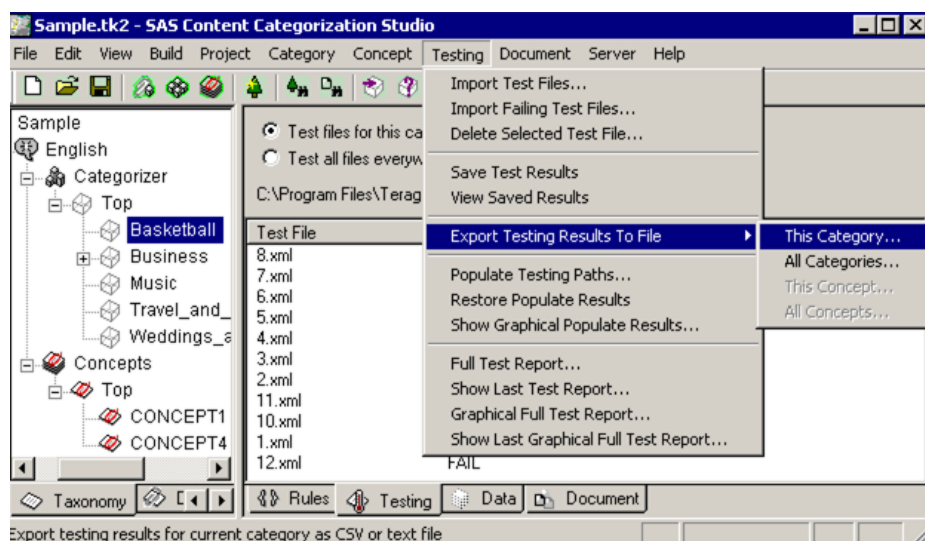 Sample.tk2 - SAS Content Categorization Studio
File Edit View Build Project Category Concept Testing Document Server Help
Sample
English
Categorizer
Top
Basketball
Business
Music
Travel_and_
Weddings_a
Concepts
Top
CONCEPT1
CONCEPT4
Taxonomy
Test files for this ca
Test all files everyw
C:\Program Files\Terag
Test File
8.xml
7.xml
6.xml
5.xml
4.xml
3.xml
2.xml
11.xml
10.xml
1.xml
12.xml FAIL
Import Test Files...
Import Failing Test Files...
Delete Selected Test File...
Save Test Results
View Saved Results
Export Testing Results To File
Populate Testing Paths...
Restore Populate Results
Show Graphical Populate Results...
Full Test Report...
Show Last Test Report...
Graphical Full Test Report...
Show Last Graphical Full Test Report...
This Category...
All Categories...
This Concept...
All Concepts...
Rules Testing Data Document
Export testing results for current category as CSV or text file